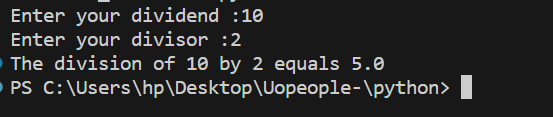 Enter your dividend :10
Enter your divisor :2
The division of 10 by 2 equals 5.0
PS C:\Users\hp\Desktop\Uopeople-\python>